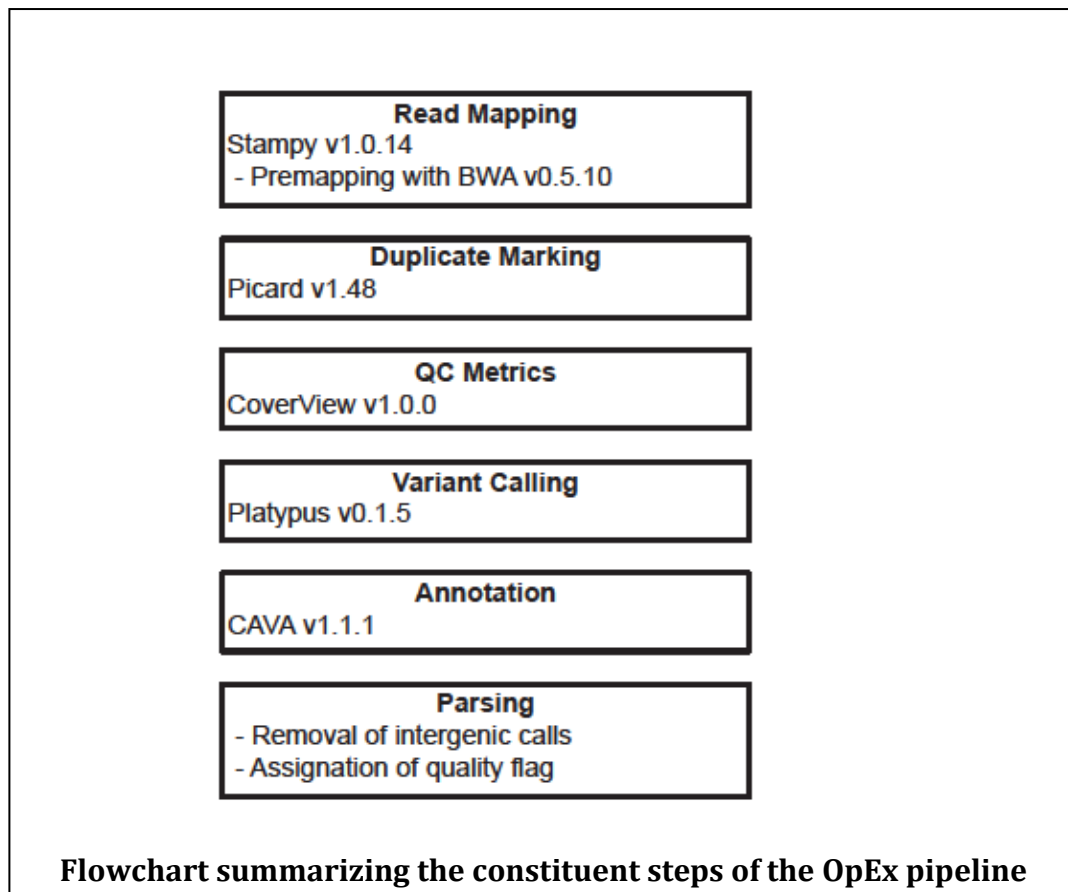 Read Mapping
Stampy v1.0.14
- Premapping with BWA v0.5.10
Duplicate Marking
Picard v1.48
QC Metrics
CoverView v1.0.0
Variant Calling
Platypus v0.1.5
Annotation
CAVA v1.1.1
Parsing
- Removal of intergenic calls
- Assignation of quality flag
Flowchart summarizing the constituent steps of the OpEx pipeline